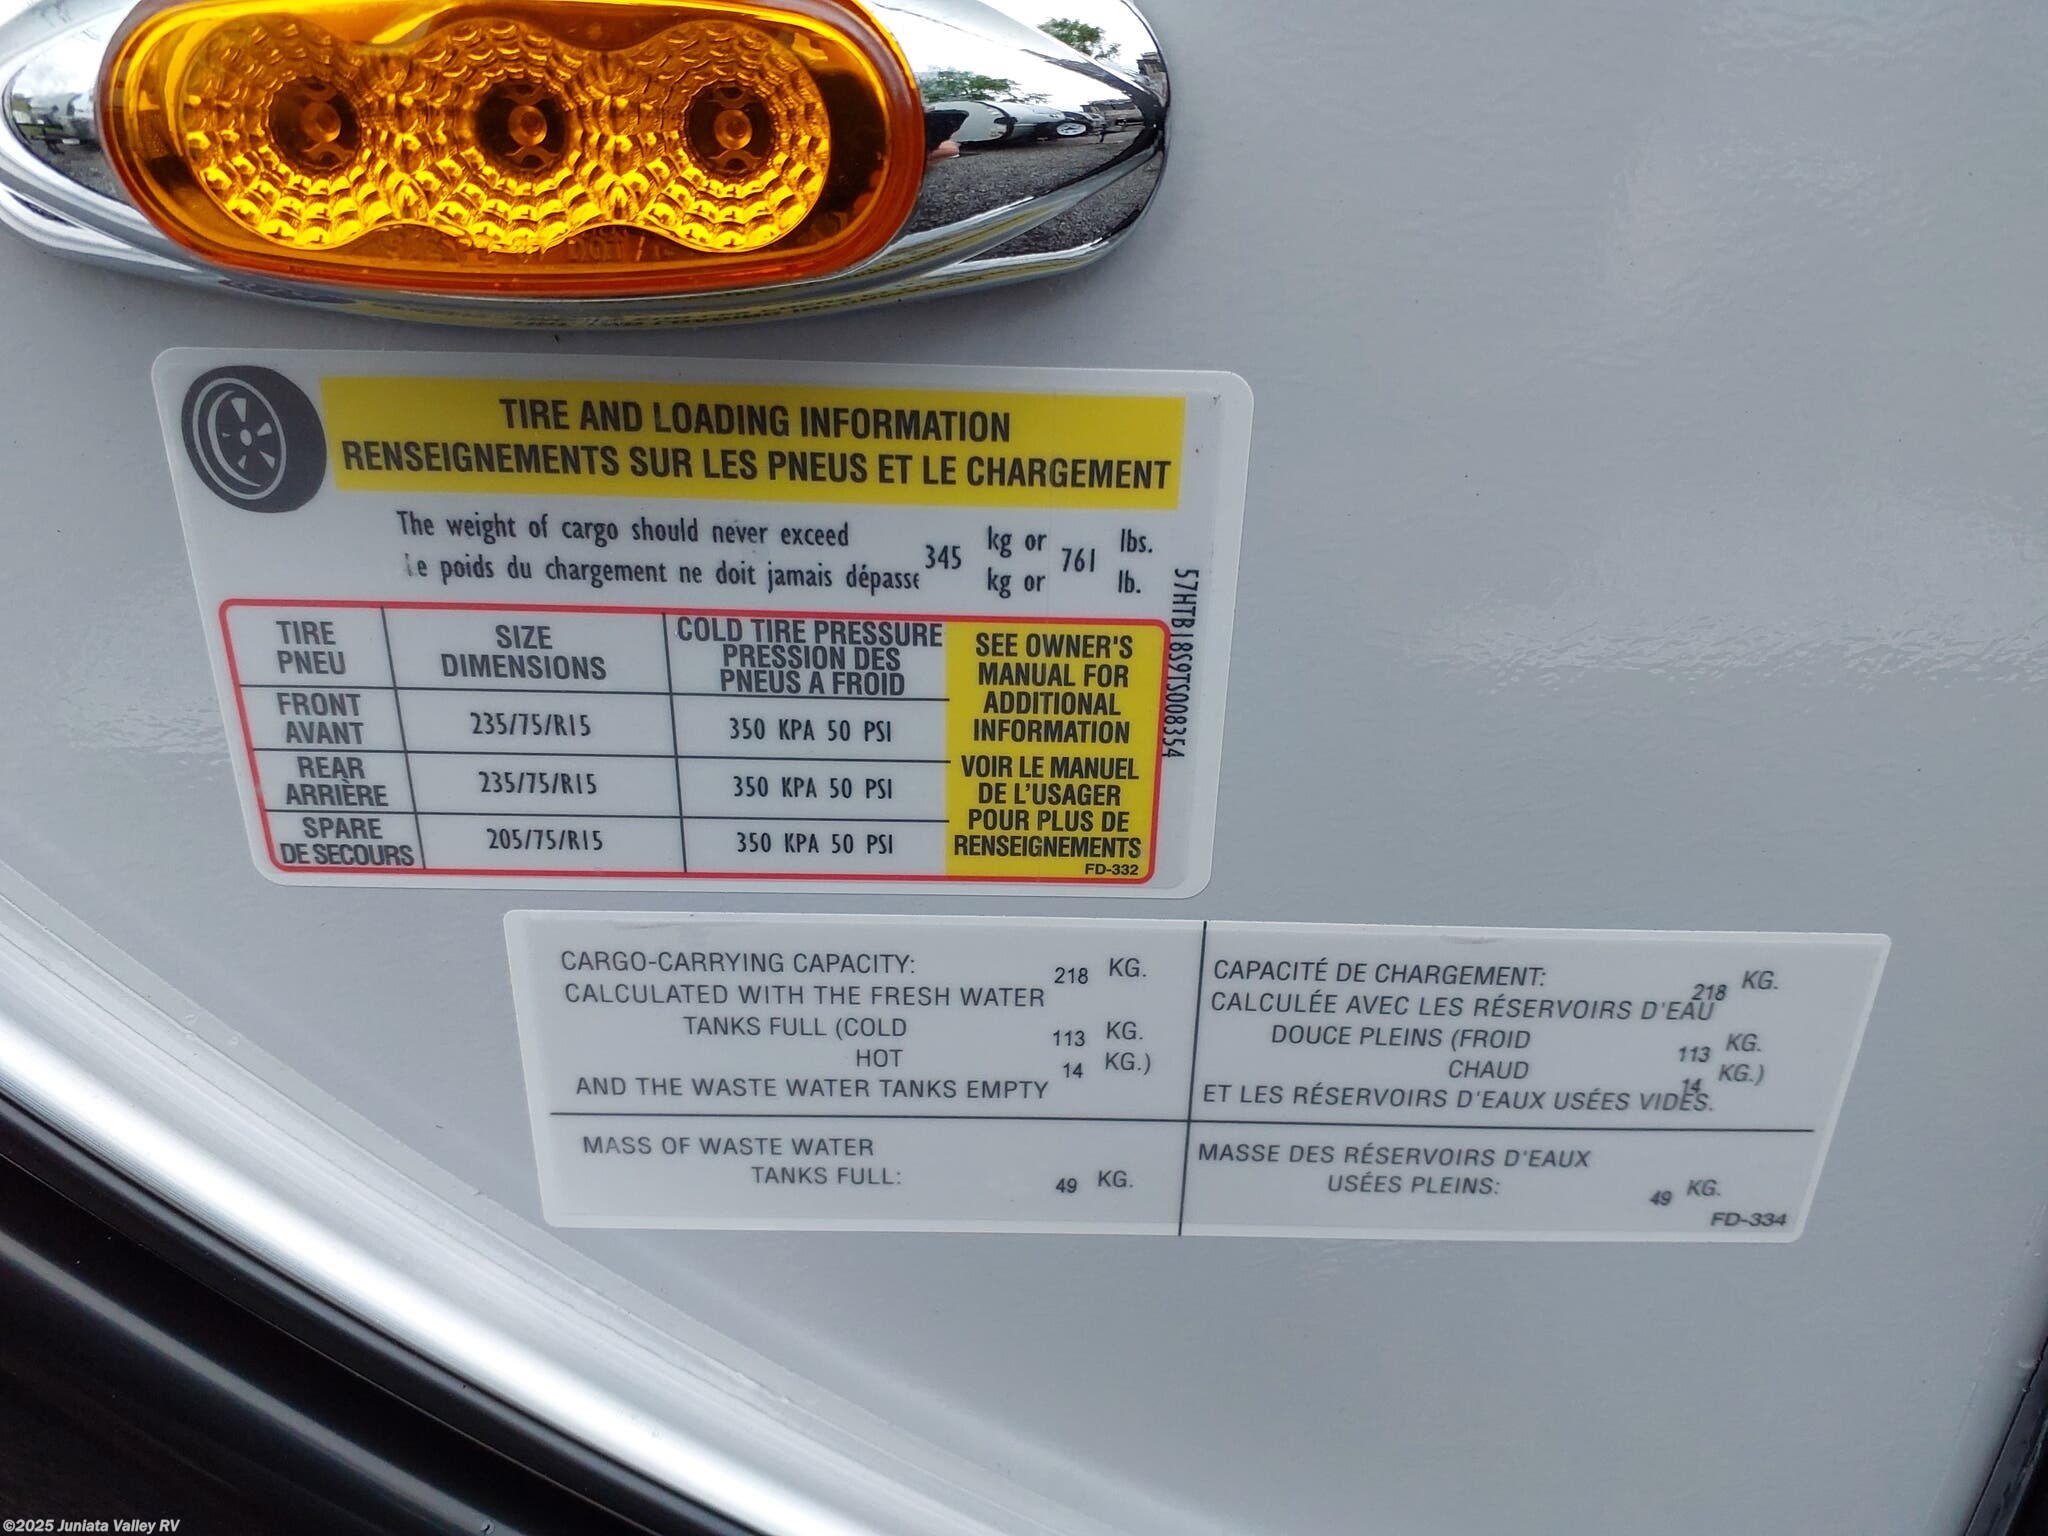 TIRE AND LOADING INFORMATION
RENSEIGNEMENTS SUR LES PNEUS ET LE CHARGEMENT
The weight of cargo should never exceed kg or lbs.
345 761
Le poids du chargement ne doit jamais dépasse kg or lb.
57HTB18S9TS008354
TIRE SIZE COLD TIRE PRESSURE
PNEU DIMENSIONS PRESSION DES
PNEUS A FROID
FRONT
AVANT 235/75/R15 350 KPA 50 PSI
REAR
ARRIÈRE 235/75/R15 350 KPA 50 PSI
SPARE
DE SECOURS 205/75/R15 350 KPA 50 PSI
SEE OWNER'S
MANUAL FOR
ADDITIONAL
INFORMATION
VOIR LE MANUEL
DE L'USAGER
POUR PLUS DE
RENSEIGNEMENTS
FD-332
CARGO-CARRYING CAPACITY: 218 KG.
CALCULATED WITH THE FRESH WATER
TANKS FULL (COLD 113 KG.
HOT 14 KG.)
AND THE WASTE WATER TANKS EMPTY
MASS OF WASTE WATER
TANKS FULL: 49 KG.
CAPACITÉ DE CHARGEMENT: 218 KG.
CALCULÉE AVEC LES RÉSERVOIRS D'EAU
DOUCE PLEINS (FROID 113 KG.
CHAUD 14 KG.)
ET LES RÉSERVOIRS D'EAUX USÉES VIDES.
MASSE DES RÉSERVOIRS D'EAUX
USÉES PLEINS: 49 KG.
FD-334
©2025 Juniata Valley RV